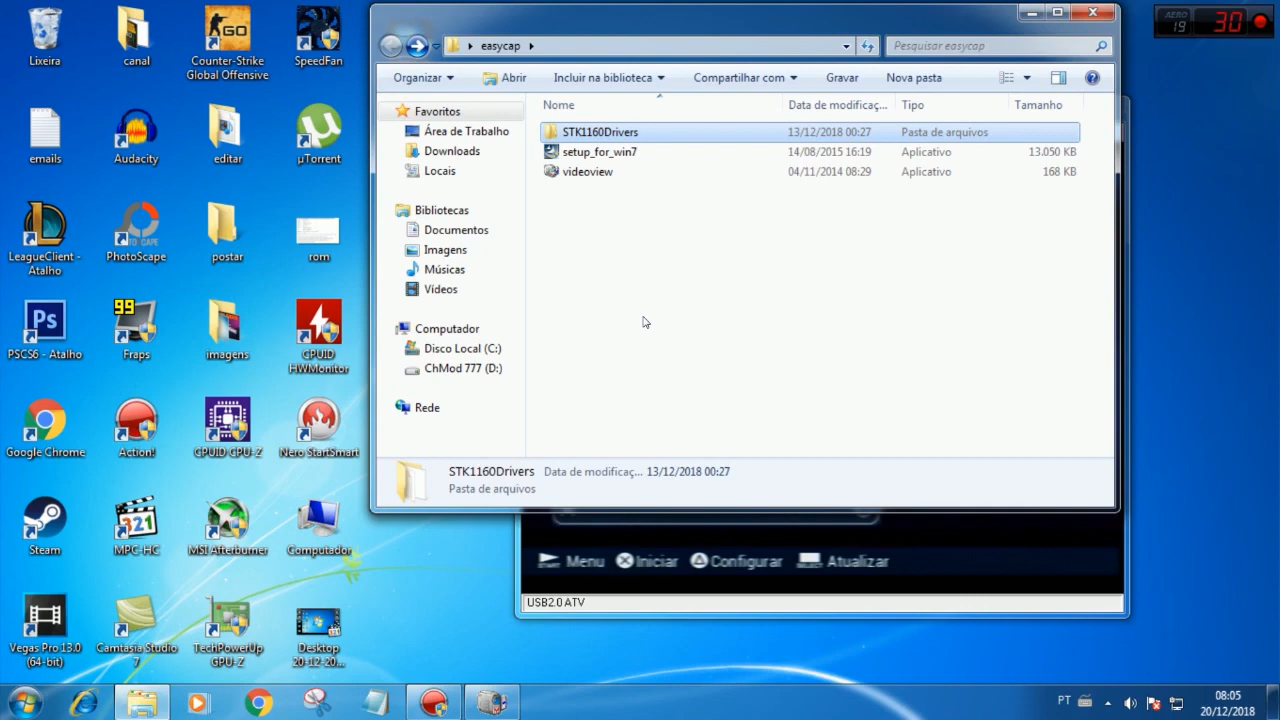 Lixeira
canal
Counter-Strike
Global Offensive
SpeedFan
emails
Audacity
editar
µTorrent
LeagueClient -
Atalho
PhotoScape
postar
rom
PSCS6 - Atalho
99
Fraps
imagens
CPUID
HWMonitor
Google Chrome
Action!
CPUID CPU-Z
Nero StartSmart
Steam
MPC-HC
MSI Afterburner
Computador
Vegas Pro 13.0
(64-bit)
Camtasia Studio
7
TechPowerUp
GPU-Z
Desktop
20-12-20...
easycap
Pesquisar easycap
Organizar
Abrir
Incluir na biblioteca
Compartilhar com
Gravar
Nova pasta
Favoritos
Área de Trabalho
Downloads
Locais
Bibliotecas
Documentos
Imagens
Músicas
Vídeos
Computador
Disco Local (C:)
ChMod 777 (D:)
Rede
Nome
Data de modificaç...
Tipo
Tamanho
STK1160Drivers 13/12/2018 00:27 Pasta de arquivos
setup_for_win7 14/08/2015 16:19 Aplicativo 13.050 KB
videoview 04/11/2014 08:29 Aplicativo 168 KB
STK1160Drivers Data de modificaç... 13/12/2018 00:27
Pasta de arquivos
START Menu Iniciar Configurar SELECT Atualizar
USB2.0 ATV
AERO
19
30
PT
08:05
20/12/2018